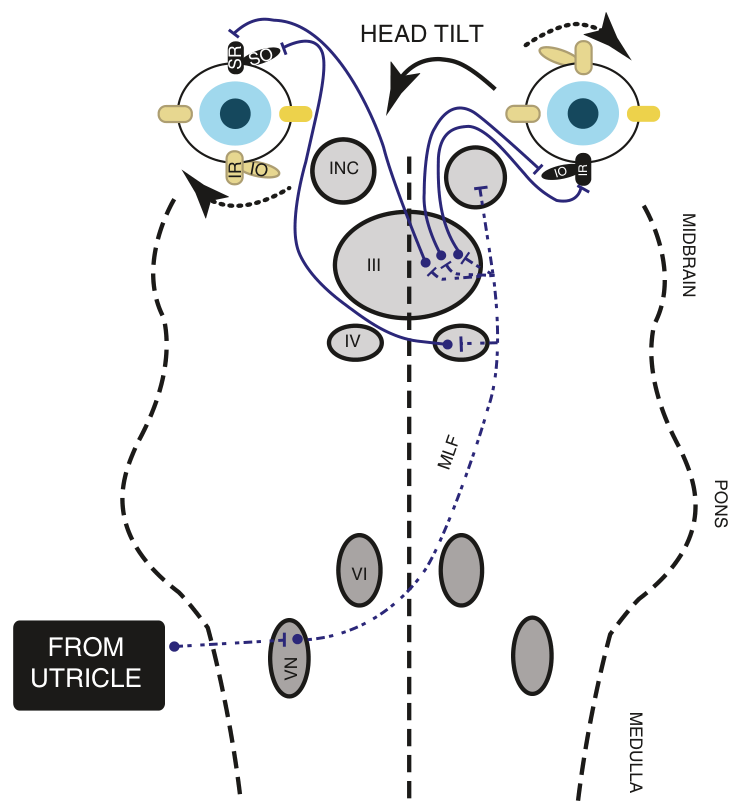 HEAD TILT
SR
SO
IR
IO
IO
IR
INC
III
IV
MIDBRAIN
MLF
PONS
VI
FROM
UTRICLE
VN
MEDULLA